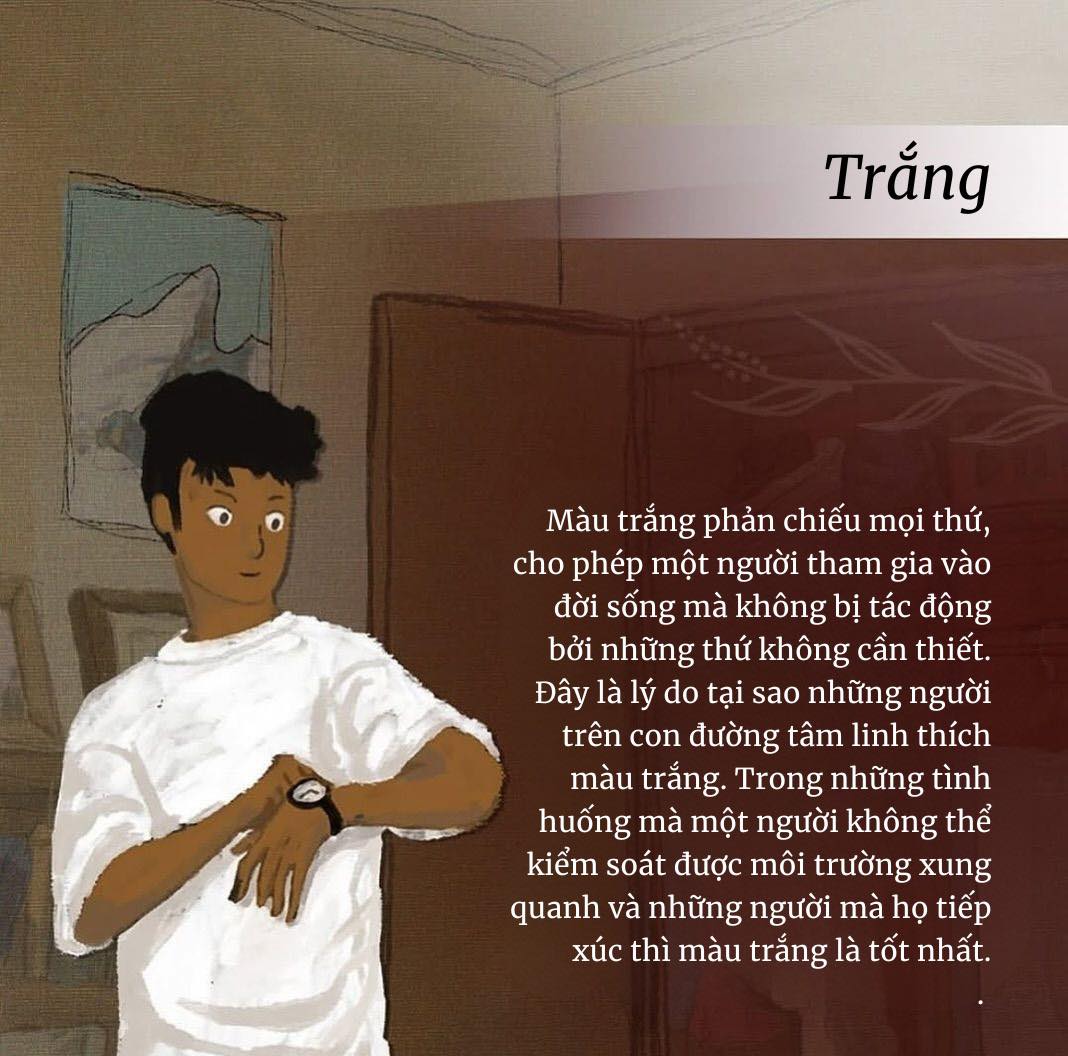 Trắng
Màu trắng phản chiếu mọi thứ,
cho phép một người tham gia vào
đời sống mà không bị tác động
bởi những thứ không cần thiết.
Đây là lý do tại sao những người
trên con đường tâm linh thích
màu trắng. Trong những tình
huống mà một người không thể
kiểm soát được môi trường xung
quanh và những người mà họ tiếp
xúc thì màu trắng là tốt nhất.
.